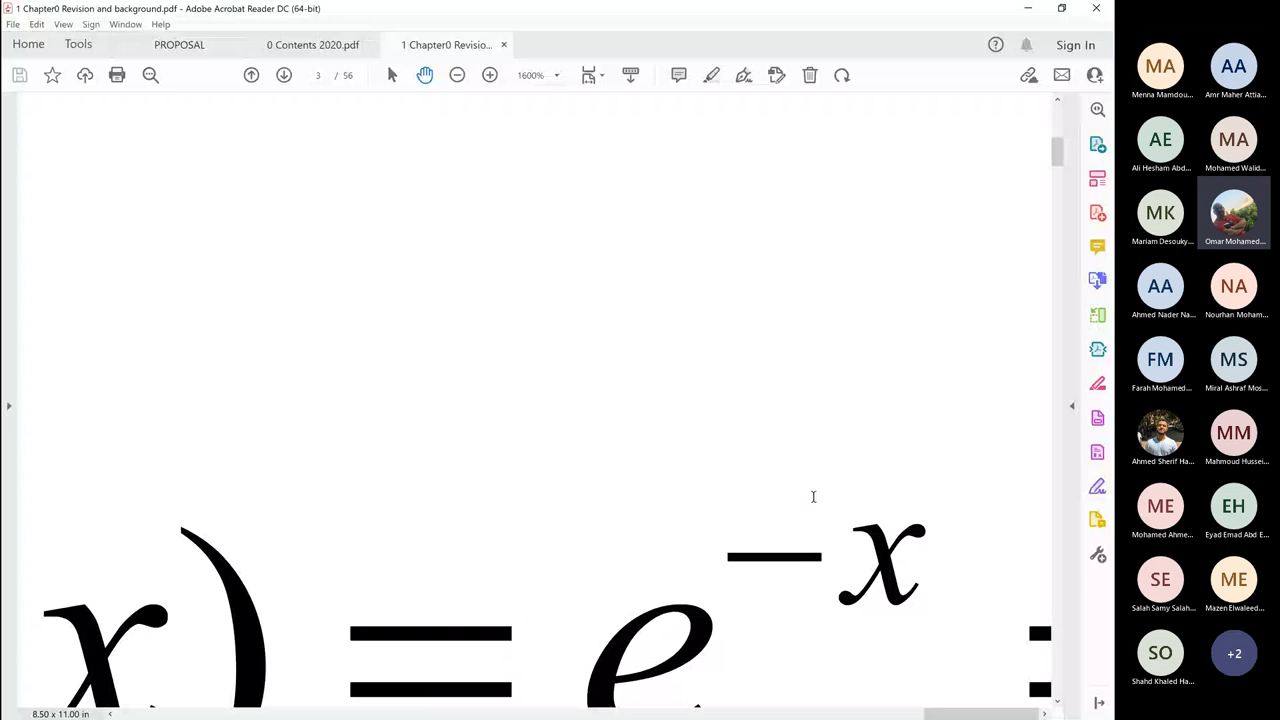 1 Chapter0 Revision and background.pdf - Adobe Acrobat Reader DC (64-bit)
File Edit View Sign Window Help
Home Tools PROPOSAL 0 Contents 2020.pdf 1 Chapter0 Revisio... × Sign In
3 / 56 1600%
x) = e^{-x} =
8.50 x 11.00 in
MA AA
Menna Mamdou... Amr Maher Attia...
AE MA
Ali Hesham Abd... Mohamed Walid...
MK
Mariam Desouky... Omar Mohamed...
AA NA
Ahmed Nader Na... Nourhan Moham...
FM MS
Farah Mohamed... Miral Ashraf Mos...
MM
Ahmed Sherif Ha... Mahmoud Hussei...
ME EH
Mohamed Ahme... Eyad Emad Abd E...
SE ME
Salah Samy Salah... Mazen Elwaleed...
SO +2
Shahd Khaled Ha...